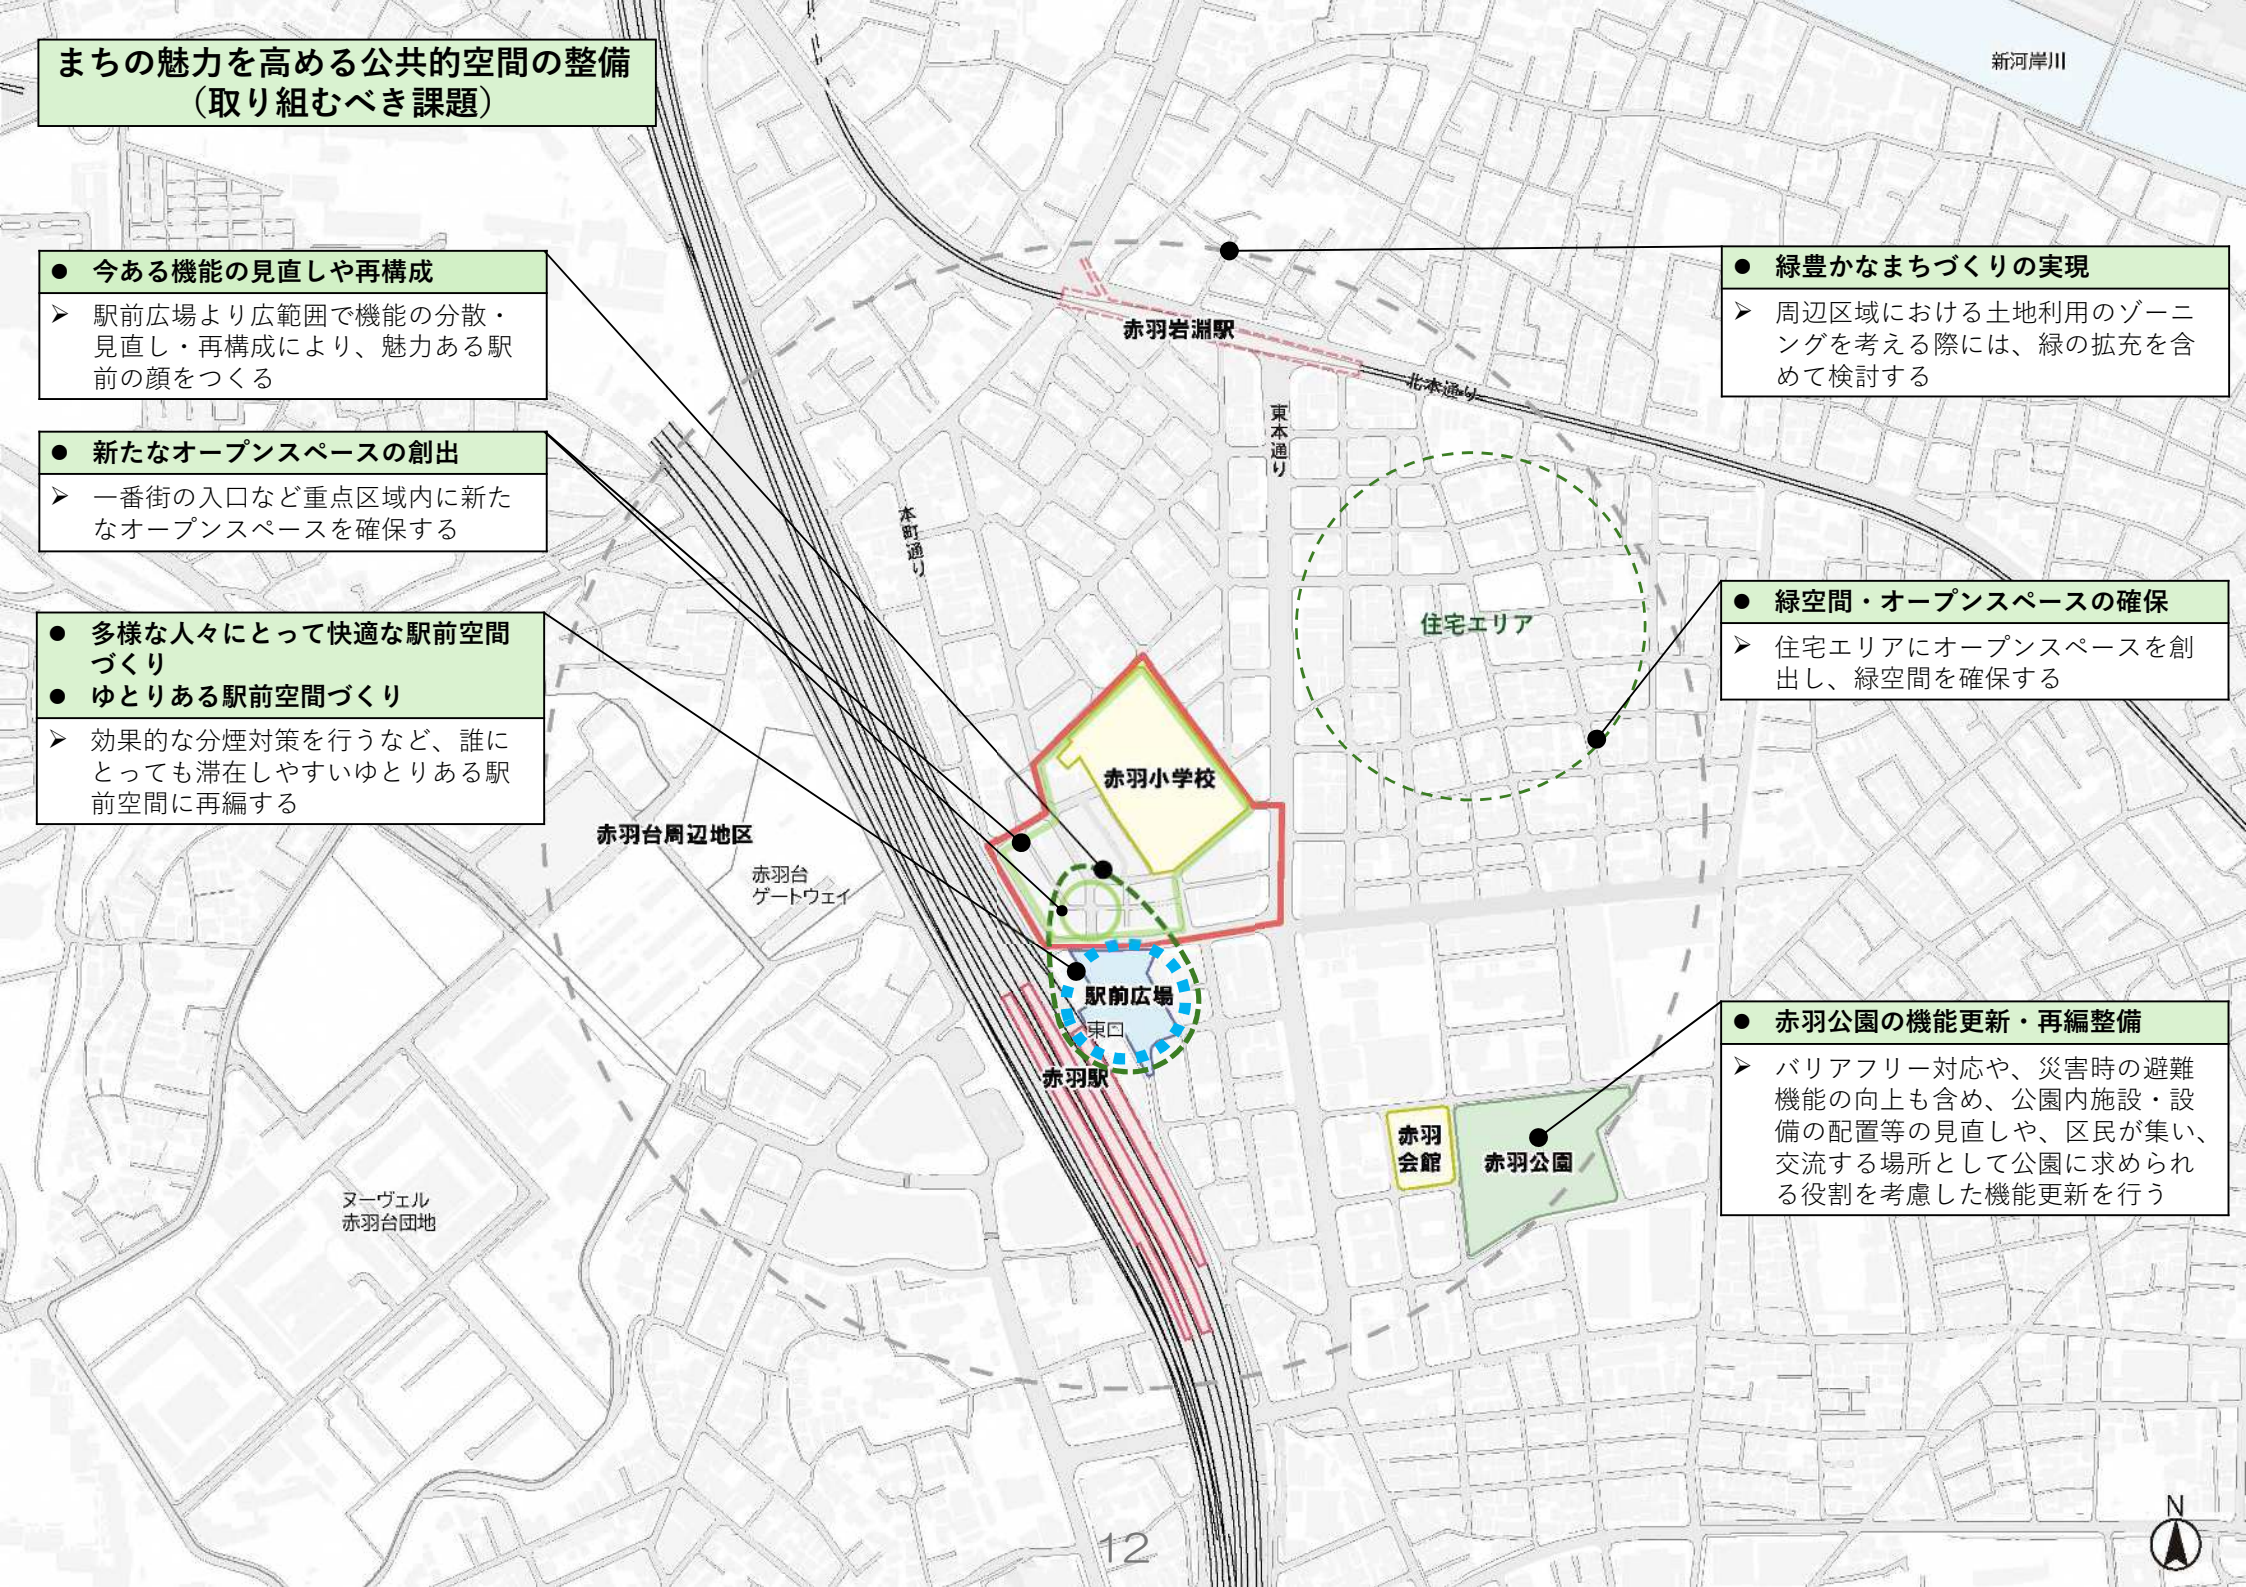 まちの魅力を高める公共的空間の整備
（取り組むべき課題）
新河岸川
● 今ある機能の見直しや再構成
➢ 駅前広場より広範囲で機能の分散・
見直し・再構成により、魅力ある駅
前の顔をつくる
● 新たなオープンスペースの創出
➢ 一番街の入口など重点区域内に新た
なオープンスペースを確保する
● 多様な人々にとって快適な駅前空間
づくり
● ゆとりある駅前空間づくり
➢ 効果的な分煙対策を行うなど、誰に
とっても滞在しやすいゆとりある駅
前空間に再編する
● 緑豊かなまちづくりの実現
➢ 周辺区域における土地利用のゾーニ
ングを考える際には、緑の拡充を含
めて検討する
● 緑空間・オープンスペースの確保
➢ 住宅エリアにオープンスペースを創
出し、緑空間を確保する
● 赤羽公園の機能更新・再編整備
➢ バリアフリー対応や、災害時の避難
機能の向上も含め、公園内施設・設
備の配置等の見直しや、区民が集い、
交流する場所として公園に求められ
る役割を考慮した機能更新を行う
赤羽岩淵駅
北本通り
東本通り
本町通り
住宅エリア
赤羽小学校
赤羽台周辺地区
赤羽台
ゲートウェイ
駅前広場
東口
赤羽駅
赤羽
会館
赤羽公園
ヌーヴェル
赤羽台団地
N
12